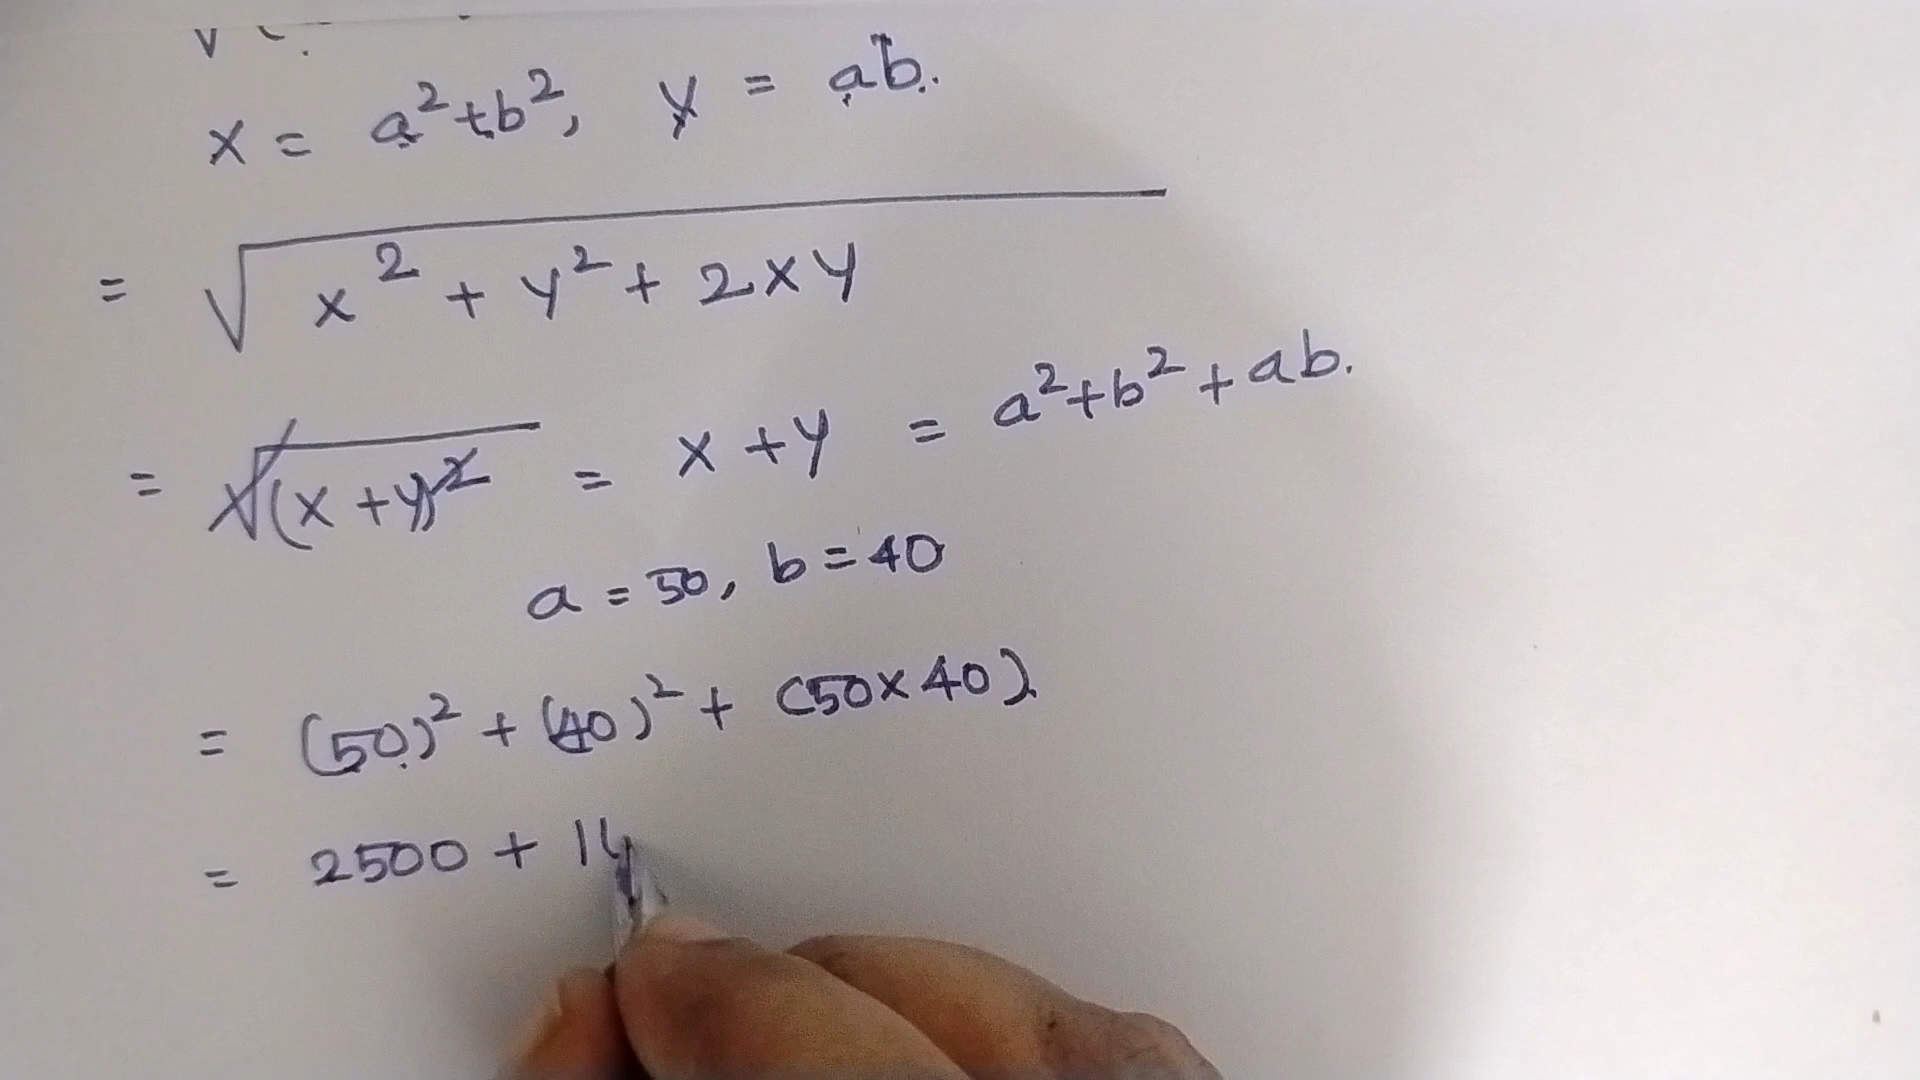 x = a²+b², y = ab.
= √x² + y² + 2xy
= √(x+y)² = x+y = a²+b²+ab.
a = 50, b = 40
= (50)² + (40)² + (50×40)
= 2500 + 1